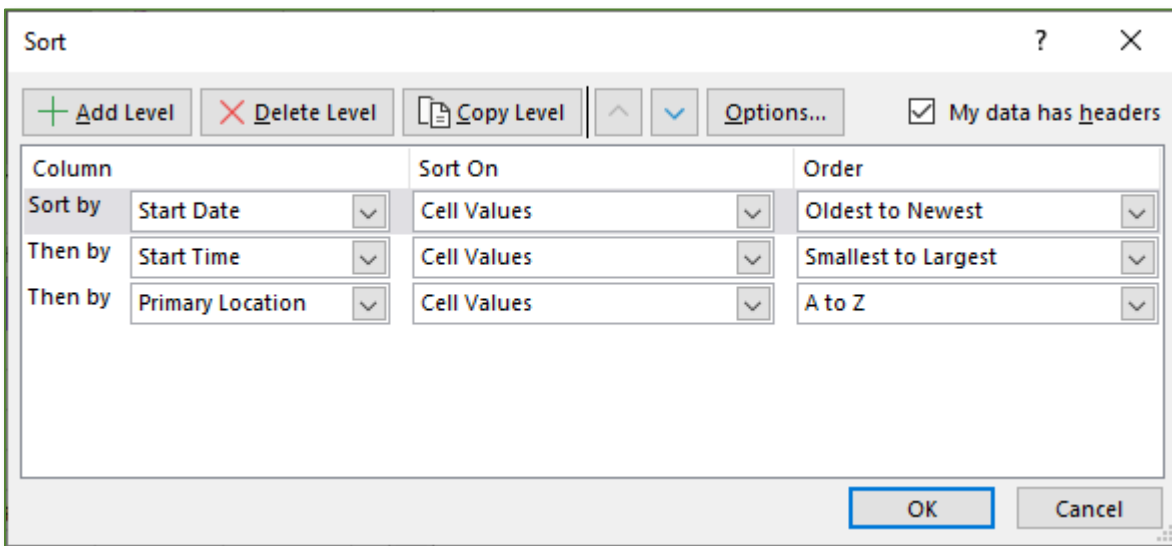 Sort ?
Add Level Delete Level Copy Level Options... My data has headers
Column Sort On Order
Sort by Start Date Cell Values Oldest to Newest
Then by Start Time Cell Values Smallest to Largest
Then by Primary Location Cell Values A to Z
OK Cancel